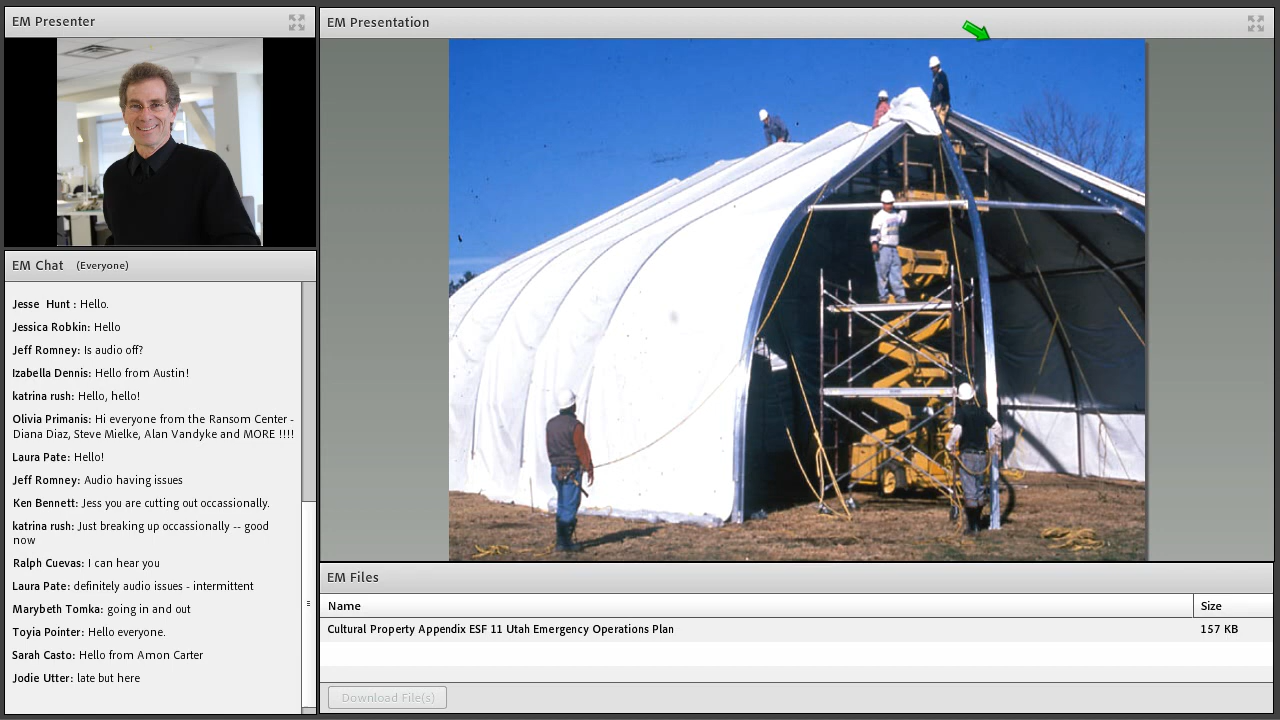 EM Presenter
EM Chat (Everyone)
Jesse Hunt : Hello.
Jessica Robkin: Hello
Jeff Romney: Is audio off?
Izabella Dennis: Hello from Austin!
katrina rush: Hello, hello!
Olivia Primanis: Hi everyone from the Ransom Center -
Diana Diaz, Steve Mielke, Alan Vandyke and MORE !!!!
Laura Pate: Hello!
Jeff Romney: Audio having issues
Ken Bennett: Jess you are cutting out occassionally.
katrina rush: Just breaking up occassionally -- good
now
Ralph Cuevas: I can hear you
Laura Pate: definitely audio issues - intermittent
Marybeth Tomka: going in and out
Toyia Pointer: Hello everyone.
Sarah Casto: Hello from Amon Carter
Jodie Utter: late but here
EM Presentation
EM Files
Name Size
Cultural Property Appendix ESF 11 Utah Emergency Operations Plan 157 KB
Download File(s)